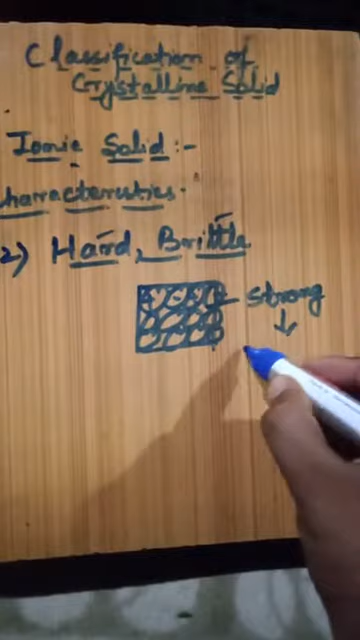 Classification of
Crystalline Solid
Ionic Solid :-
characteristics.
2) Hard, Brittle
strong